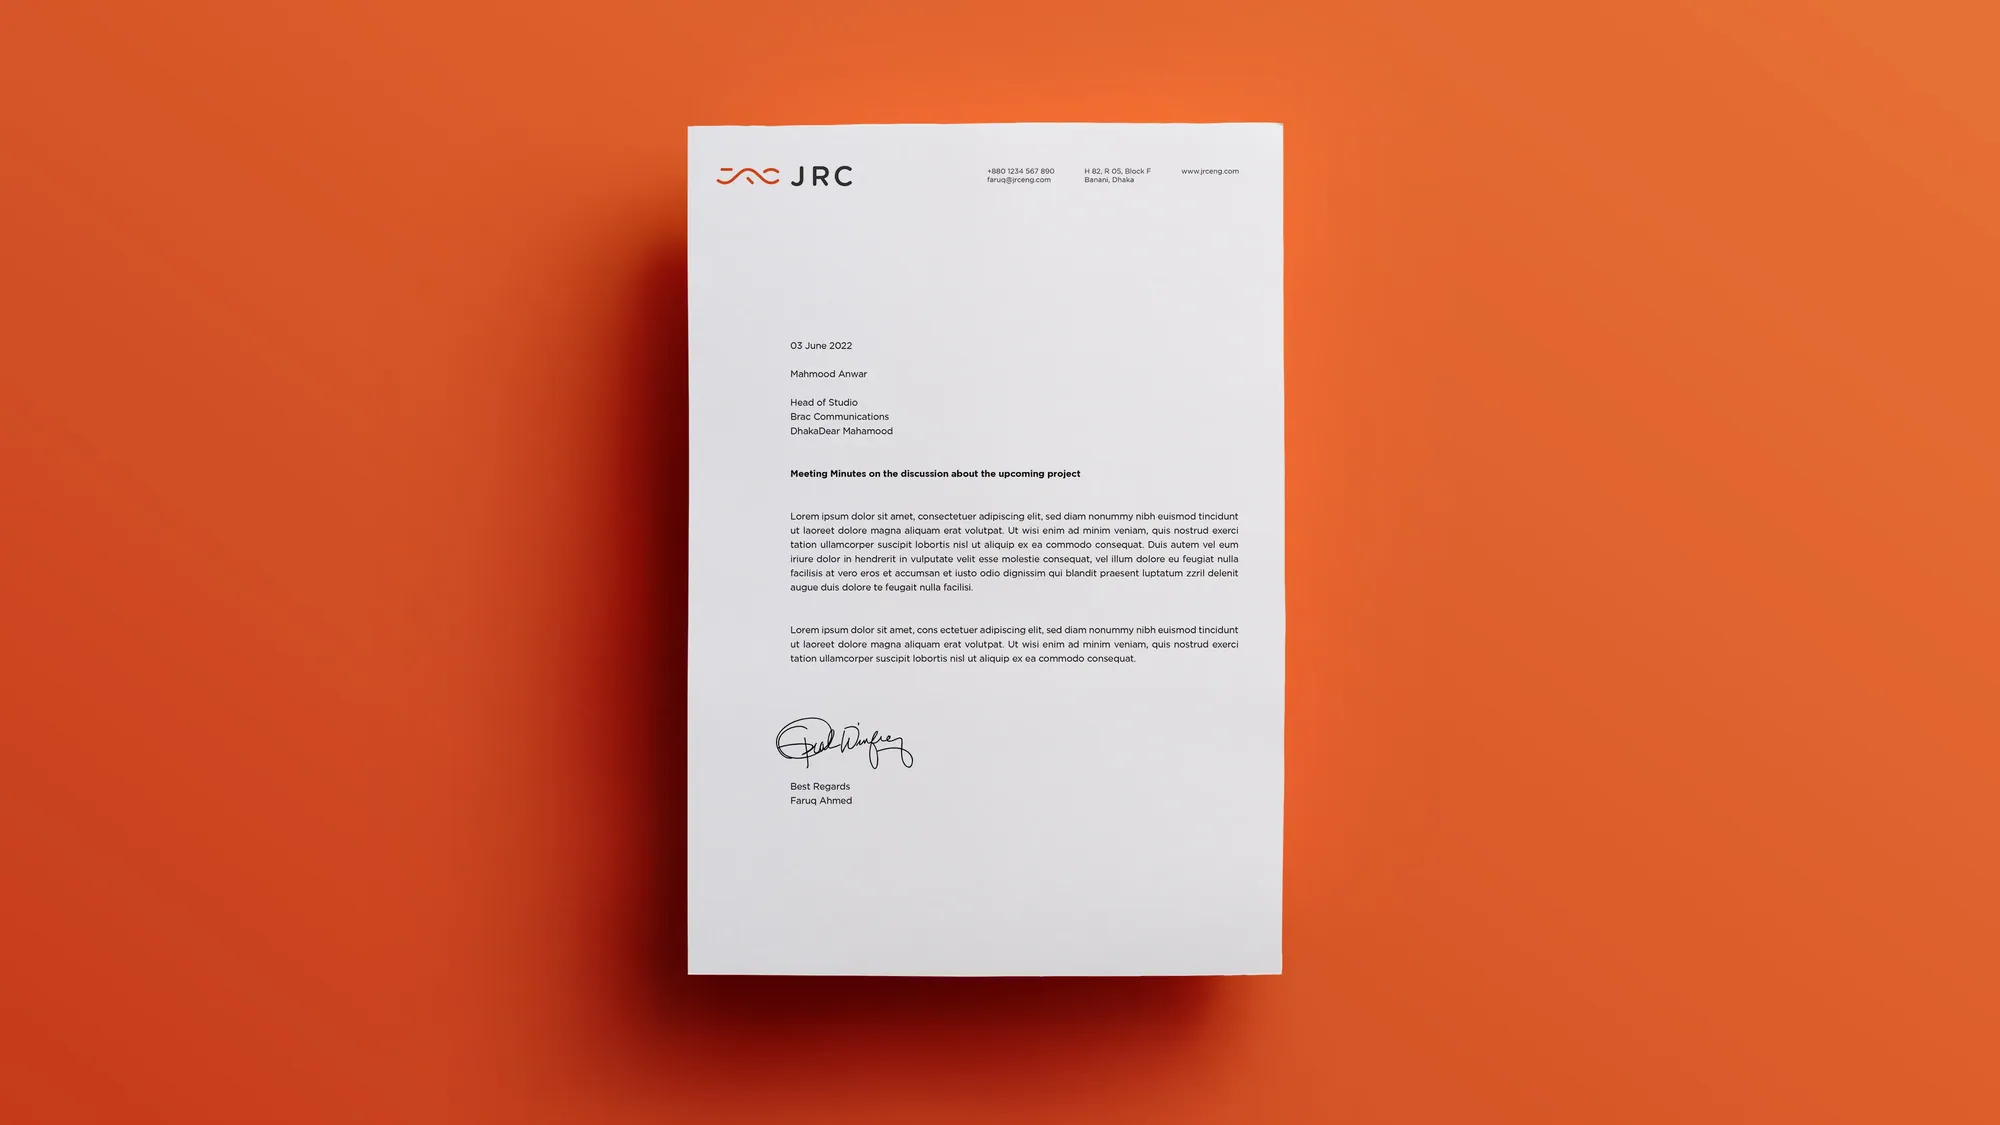 JRC
+880 1234 567 890
faruq@jrceng.com
H 82, R 05, Block F
Banani, Dhaka
www.jrceng.com
03 June 2022
Mahmood Anwar
Head of Studio
Brac Communications
DhakaDear Mahamood
Meeting Minutes on the discussion about the upcoming project
Lorem ipsum dolor sit amet, consectetuer adipiscing elit, sed diam nonummy nibh euismod tincidunt
ut laoreet dolore magna aliquam erat volutpat. Ut wisi enim ad minim veniam, quis nostrud exerci
tation ullamcorper suscipit lobortis nisl ut aliquip ex ea commodo consequat. Duis autem vel eum
iriure dolor in hendrerit in vulputate velit esse molestie consequat, vel illum dolore eu feugiat nulla
facilisis at vero eros et accumsan et iusto odio dignissim qui blandit praesent luptatum zzril delenit
augue duis dolore te feugait nulla facilisi.
Lorem ipsum dolor sit amet, cons ectetuer adipiscing elit, sed diam nonummy nibh euismod tincidunt
ut laoreet dolore magna aliquam erat volutpat. Ut wisi enim ad minim veniam, quis nostrud exerci
tation ullamcorper suscipit lobortis nisl ut aliquip ex ea commodo consequat.
Best Regards
Faruq Ahmed